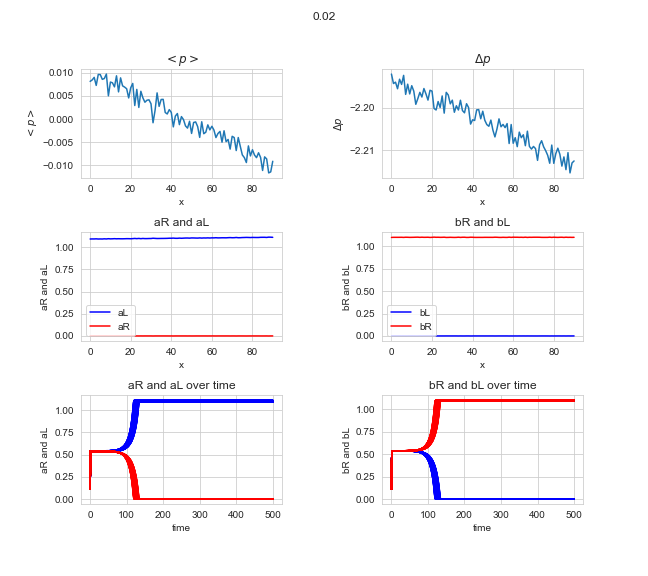 0.02
< p >
Δp
0.010
0.005
0.000
−0.005
−0.010
< p >
0 20 40 60 80
x
−2.20
−2.21
Δp
0 20 40 60 80
x
aR and aL
bR and bL
1.00
0.75
0.50
0.25
0.00
aR and aL
aL
aR
0 20 40 60 80
x
1.00
0.75
0.50
0.25
0.00
bR and bL
bL
bR
0 20 40 60 80
x
aR and aL over time
bR and bL over time
1.00
0.75
0.50
0.25
0.00
aR and aL
0 100 200 300 400 500
time
1.00
0.75
0.50
0.25
0.00
bR and bL
0 100 200 300 400 500
time